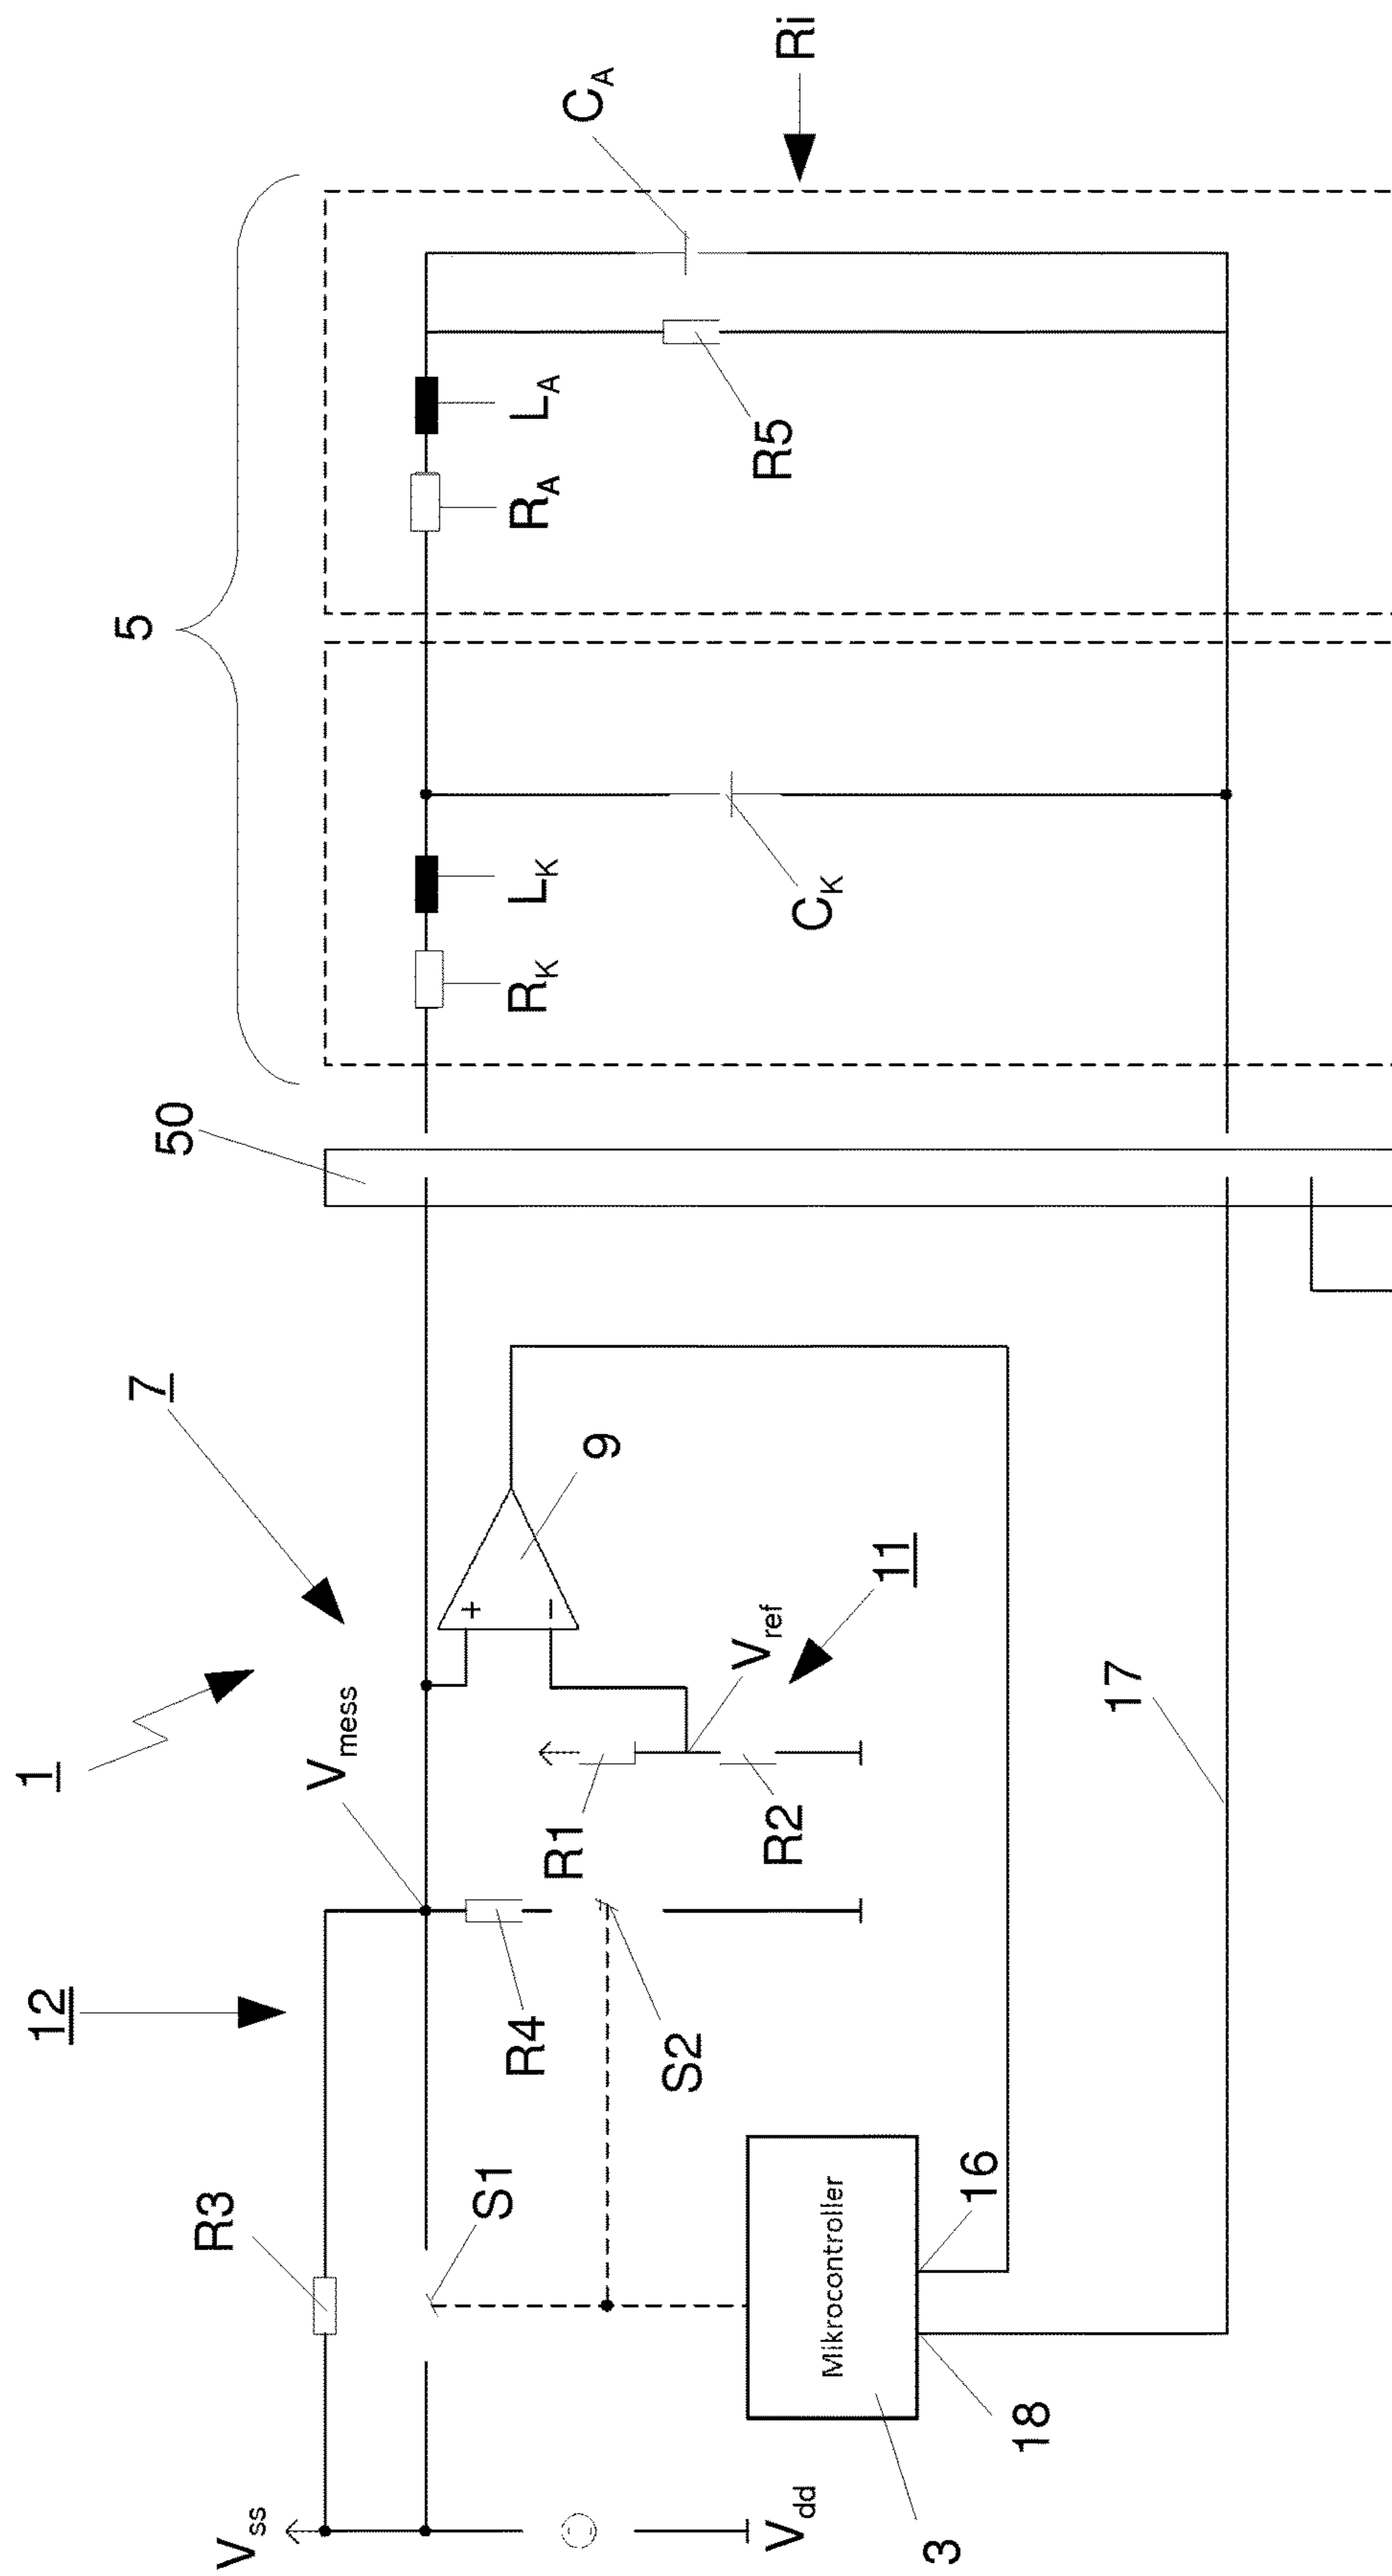 1
7
12
5
50
V_ss
R3
S1
V_mess
R4
S2
R1
R2
V_ref
11
+
−
9
R_K
L_K
C_K
R_A
L_A
R5
C_A
Ri
V_dd
3
Mikrocontroller
18
16
17